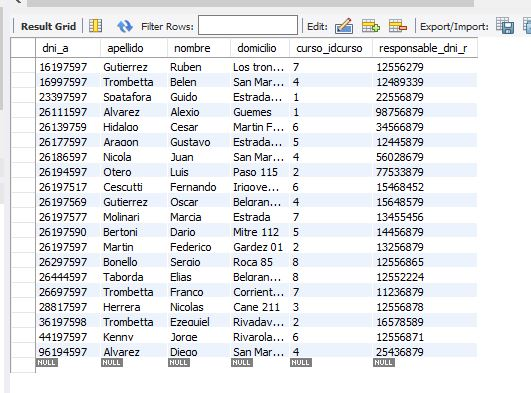 Result Grid Filter Rows: Edit: Export/Import:
dni_a apellido nombre domicilio curso_idcurso responsable_dni_r
16197597 Gutierrez Ruben Los tron... 7 12556279
16997597 Trombetta Belen San Mar... 4 12489339
23397597 Spatafora Guido Estrada... 1 22556879
26111597 Alvarez Alexio Guemes 1 98756879
26139759 Hidalgo Cesar Martin F... 6 34566879
26177597 Aragon Gustavo Estrada... 5 12445879
26186597 Nicola Juan San Mar... 4 56028679
26194597 Otero Luis Paso 115 2 77533879
26197517 Cescutti Fernando Irigove... 6 15468452
26197569 Gutierrez Oscar Belgran... 4 15648579
26197577 Molinari Marcia Estrada 7 13455456
26197590 Bertoni Dario Mitre 112 5 14456879
26197597 Martin Federico Gardez 01 2 13256879
26297597 Bonello Sergio Roca 85 8 12556865
26444597 Taborda Elias Belgran... 8 12552224
26697597 Trombetta Franco Corrient... 7 11236879
28817597 Herrera Nicolas Cane 211 3 12556878
36197598 Trombetta Ezequiel Rivadav... 2 16578589
44197597 Kenny Jorge Rivarola... 6 12556871
96194597 Alvarez Diego San Mar... 4 25436879
NULL NULL NULL NULL NULL NULL